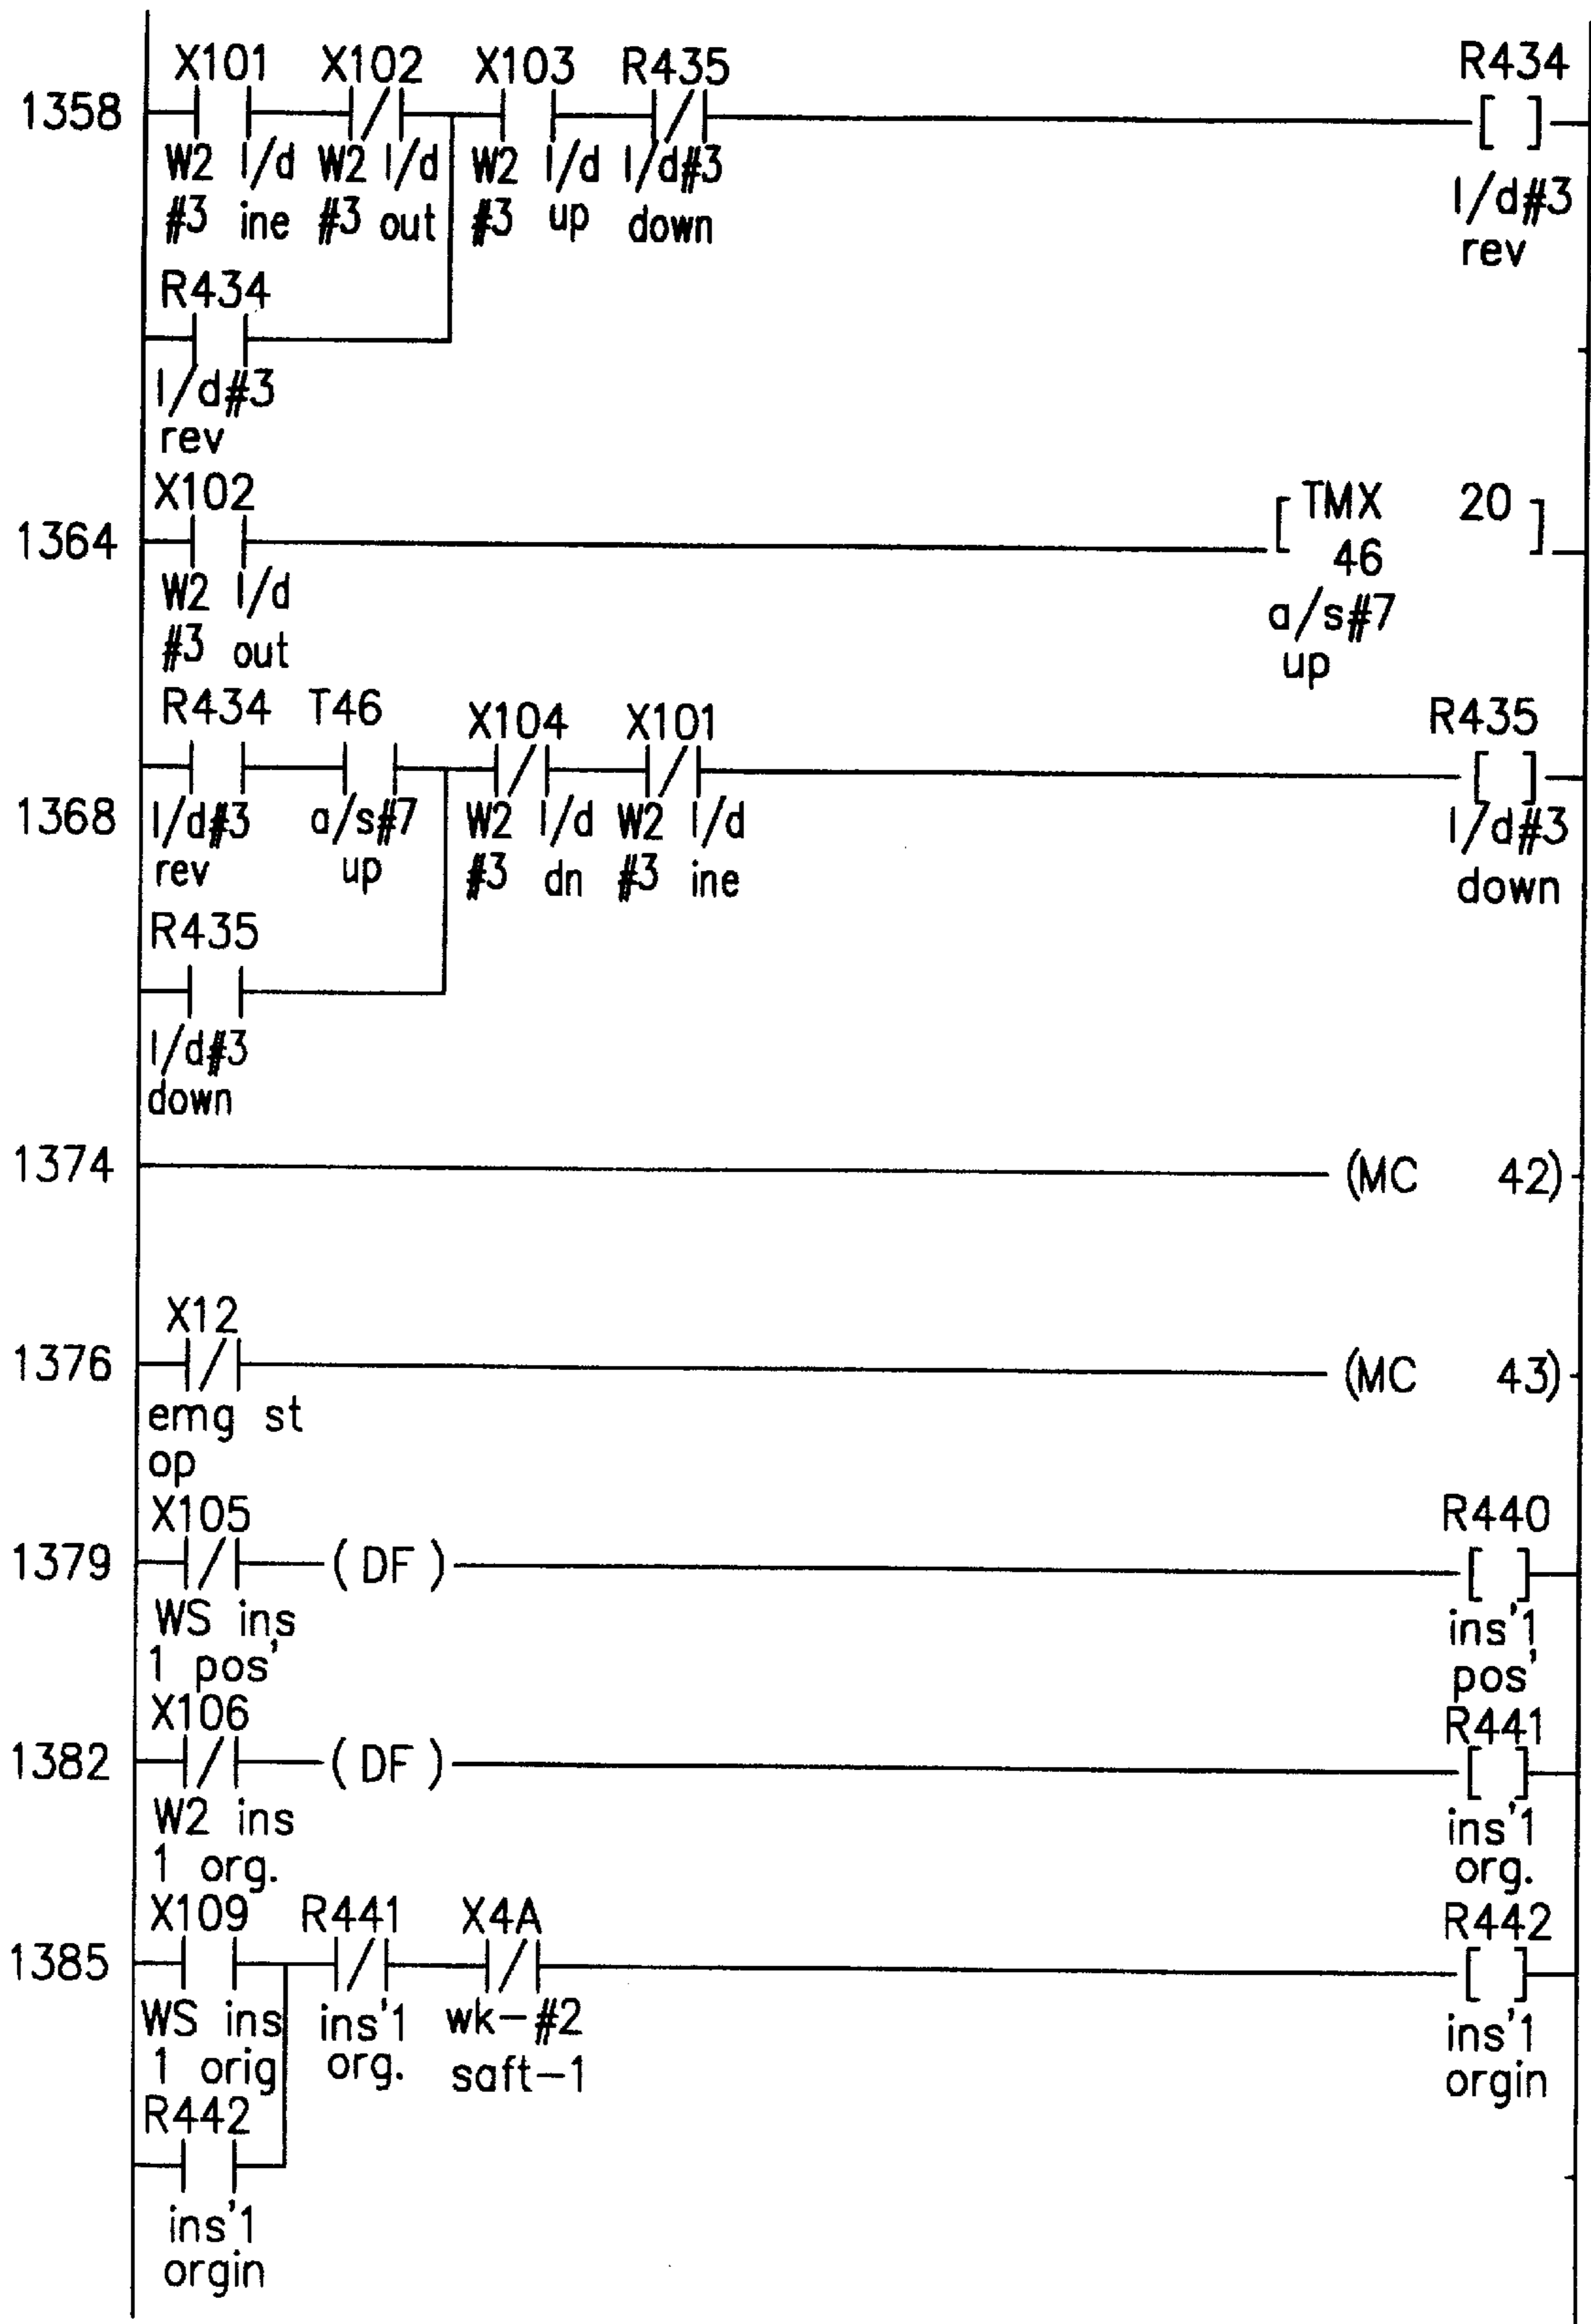 X101 X102 X103 R435 R434
1358
W2 l/d W2 l/d W2 l/d l/d#3 l/d#3
#3 ine #3 out #3 up down rev
R434
l/d#3
rev
X102
1364 [ TMX 20 ]
46
W2 l/d a/s#7
#3 out up
R434 T46 X104 X101 R435
1368 l/d#3 a/s#7 W2 l/d W2 l/d l/d#3
rev up #3 dn #3 ine down
R435
l/d#3
down
1374 (MC 42)
X12
1376 (MC 43)
emg st
op
X105 R440
1379 ( DF )
WS ins ins'1
1 pos' pos'
X106 R441
1382 ( DF )
W2 ins ins'1
1 org. org.
X109 R441 X4A R442
1385
WS ins ins'1 wk-#2 ins'1
1 orig org. saft-1 orgin
R442
ins'1
orgin